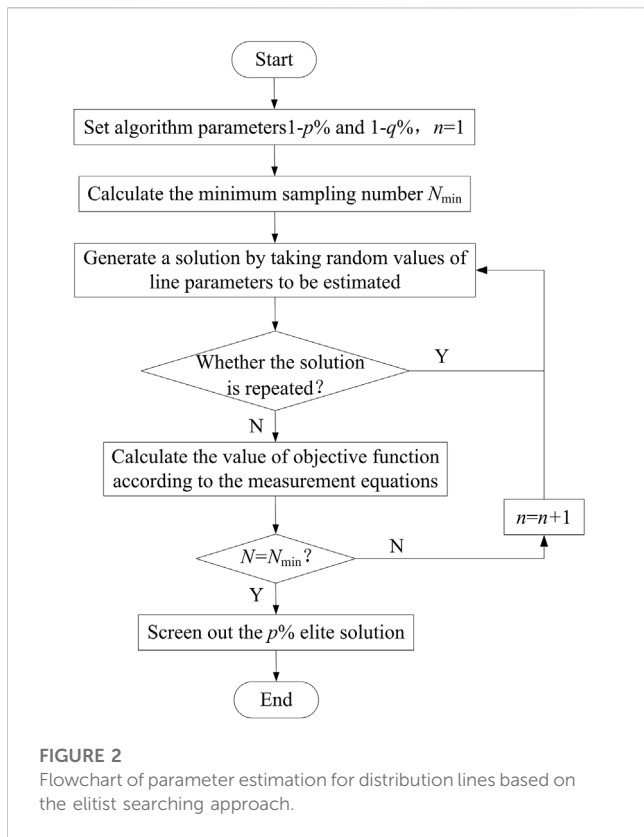 Start
Set algorithm parameters1-p% and 1-q%，n=1
Calculate the minimum sampling number Nmin
Generate a solution by taking random values of
line parameters to be estimated
Whether the solution
is repeated?
Y
N
Calculate the value of objective function
according to the measurement equations
n=n+1
N=Nmin?
N
Y
Screen out the p% elite solution
End
FIGURE 2
Flowchart of parameter estimation for distribution lines based on
the elitist searching approach.